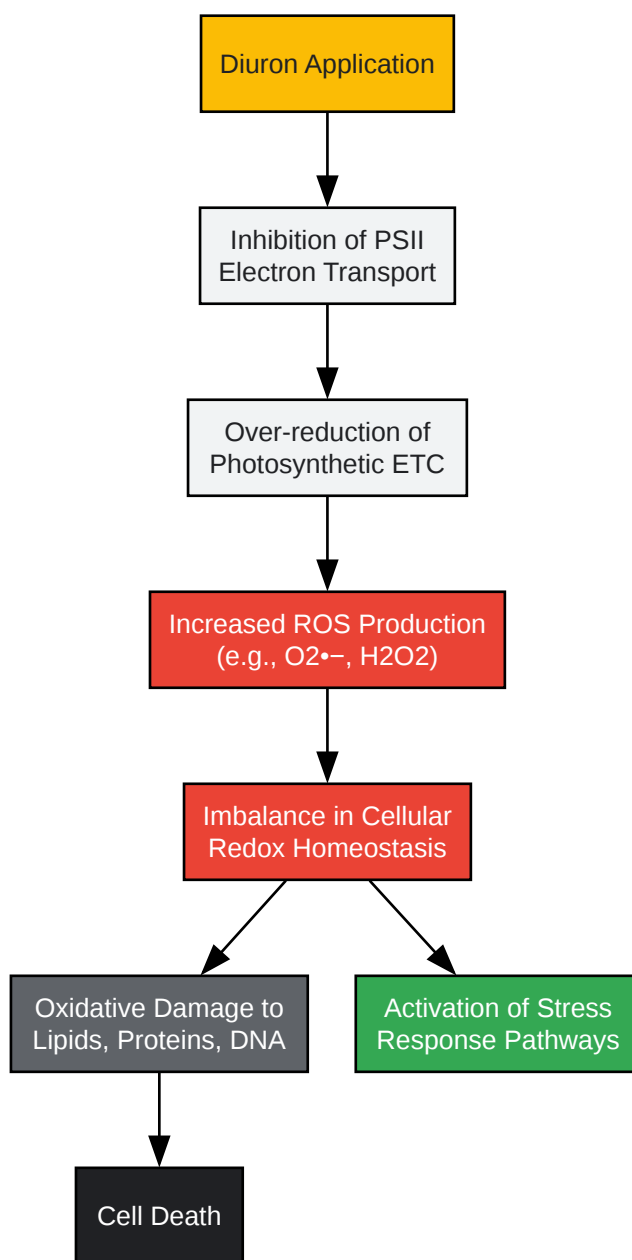 Diuron Application
Inhibition of PSII
Electron Transport
Over-reduction of
Photosynthetic ETC
Increased ROS Production
(e.g., O2•−, H2O2)
Imbalance in Cellular
Redox Homeostasis
Oxidative Damage to
Lipids, Proteins, DNA
Activation of Stress
Response Pathways
Cell Death